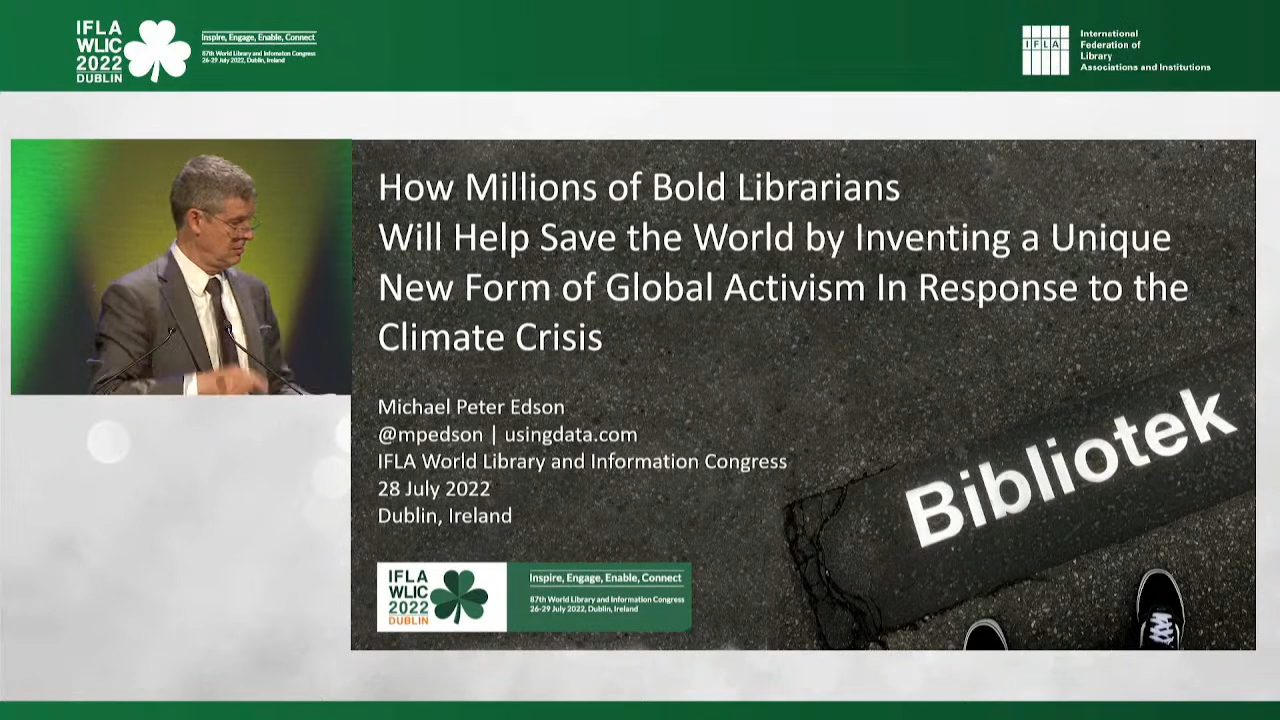 IFLA
WLIC
2022
DUBLIN
Inspire, Engage, Enable, Connect
87th World Library and Infomation Congress
26-29 July 2022, Dublin, Ireland
IFLA
International
Federation of
Library
Associations and Institutions
How Millions of Bold Librarians
Will Help Save the World by Inventing a Unique
New Form of Global Activism In Response to the
Climate Crisis
Michael Peter Edson
@mpedson | usingdata.com
IFLA World Library and Information Congress
28 July 2022
Dublin, Ireland
Bibliotek
IFLA
WLIC
2022
DUBLIN
Inspire, Engage, Enable, Connect
87th World Library and Information Congress
26-29 July 2022, Dublin, Ireland